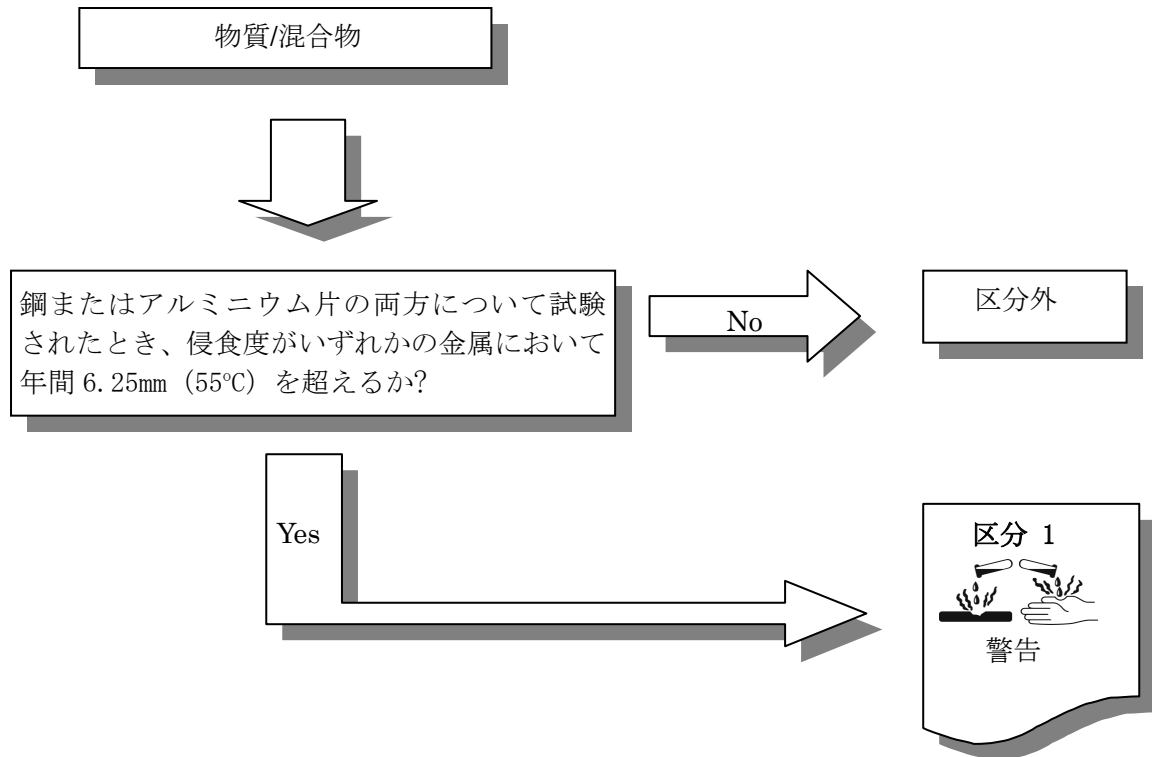 物質/混合物
鋼またはアルミニウム片の両方について試験
されたとき、侵食度がいずれかの金属において
年間 6.25mm（55℃）を超えるか?
No
区分外
Yes
区分 1
警告